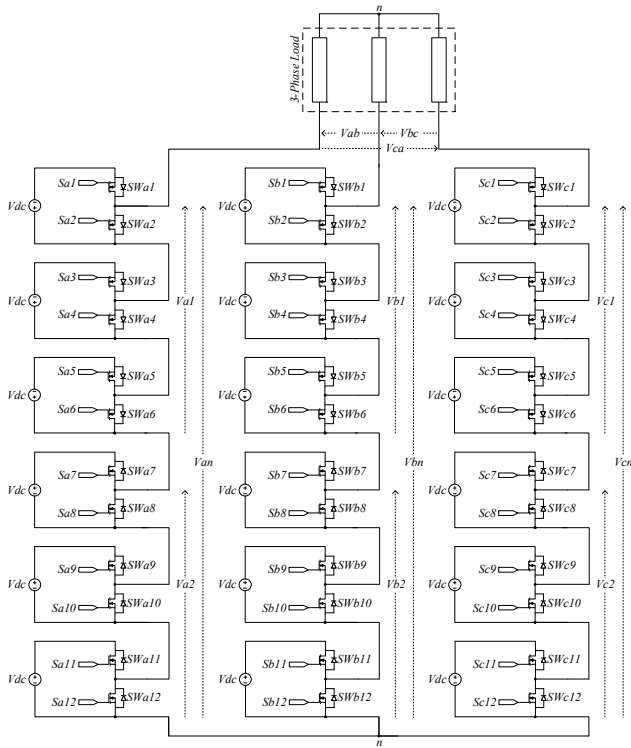 n
3-Phase Load
Vab
Vbc
Vca
Sa1
SWa1
Sb1
SWb1
Sc1
SWc1
Vdc
Sa2
SWa2
Vdc
Sb2
SWb2
Vdc
Sc2
SWc2
Sa3
SWa3
Sb3
SWb3
Sc3
SWc3
Vdc
Sa4
SWa4
Va1
Vdc
Sb4
SWb4
Vb1
Vdc
Sc4
SWc4
Vc1
Sa5
SWa5
Sb5
SWb5
Sc5
SWc5
Vdc
Sa6
SWa6
Vdc
Sb6
SWb6
Vdc
Sc6
SWc6
Van
Vbn
Vcn
Sa7
SWa7
Sb7
SWb7
Sc7
SWc7
Vdc
Sa8
SWa8
Vdc
Sb8
SWb8
Vdc
Sc8
SWc8
Sa9
SWa9
Sb9
SWb9
Sc9
SWc9
Vdc
Va2
Vdc
Vb2
Vdc
Vc2
Sa10
SWa10
Sb10
SWb10
Sc10
SWc10
Sa11
SWa11
Sb11
SWb11
Sc11
SWc11
Vdc
Sa12
SWa12
Vdc
Sb12
SWb12
Vdc
Sc12
SWc12
n